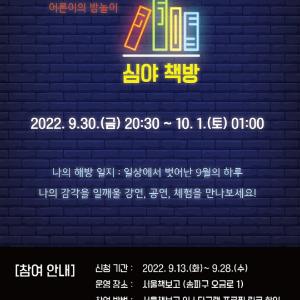 어른이의 밤놀이
심야 책방
2022. 9.30.(금) 20:30 ~ 10. 1.(토) 01:00
나의 해방 일지 : 일상에서 벗어난 9월의 하루
나의 감각을 일깨울 강연, 공연, 체험을 만나보세요!
[참여 안내]
신청 기간 : 2022. 9.13.(화)~ 9.28.(수)
운영 장소 : 서울책보고 (송파구 오금로 1)